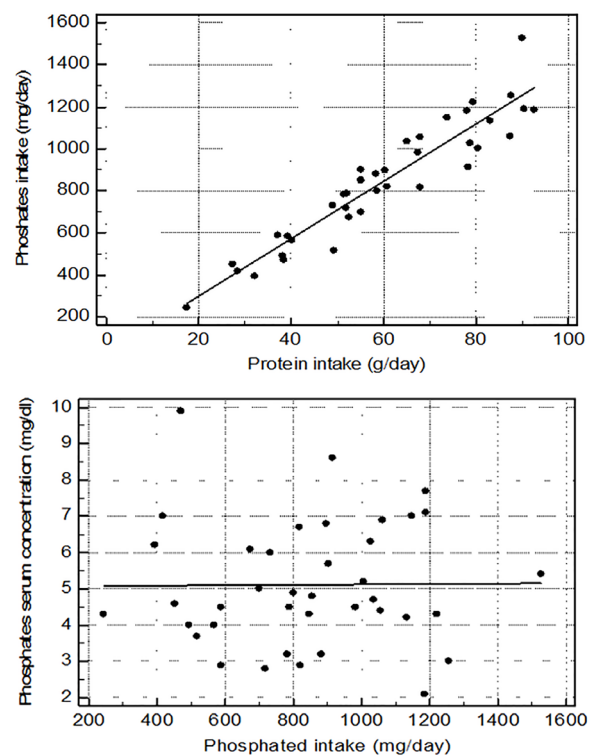 Phoshates intake (mg/day)
1600
1400
1200
1000
800
600
400
200
0 20 40 60 80 100
Protein intake (g/day)
Phosphates serum concentration (mg/dl)
10
9
8
7
6
5
4
3
2
200 400 600 800 1000 1200 1400 1600
Phosphated intake (mg/day)